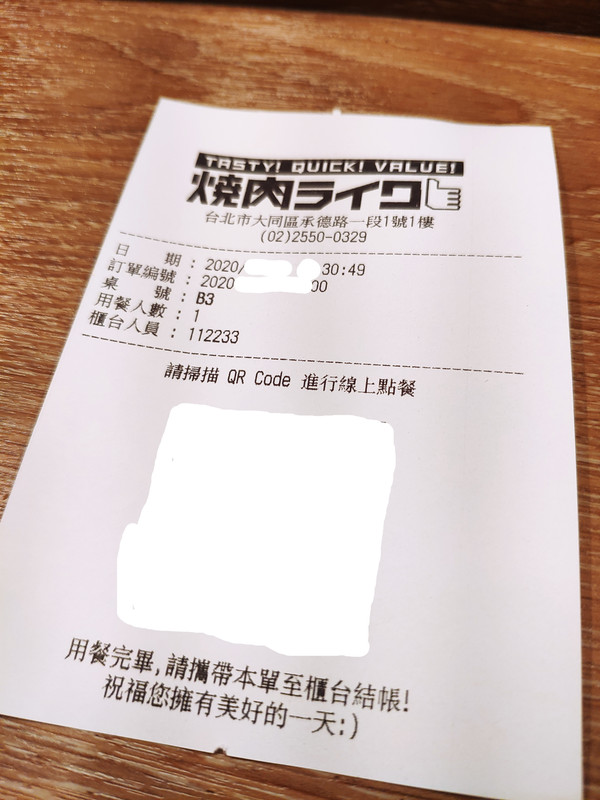 TASTY! QUICK! VALUE!
焼肉ライク
台北市大同區承德路一段1號1樓
(02)2550-0329
日 期 : 2020/ 30:49
訂單編號 : 2020 00
桌 號 : B3
用餐人數 : 1
櫃台人員 : 112233
請掃描 QR Code 進行線上點餐
用餐完畢,請攜帶本單至櫃台結帳!
祝福您擁有美好的一天:)